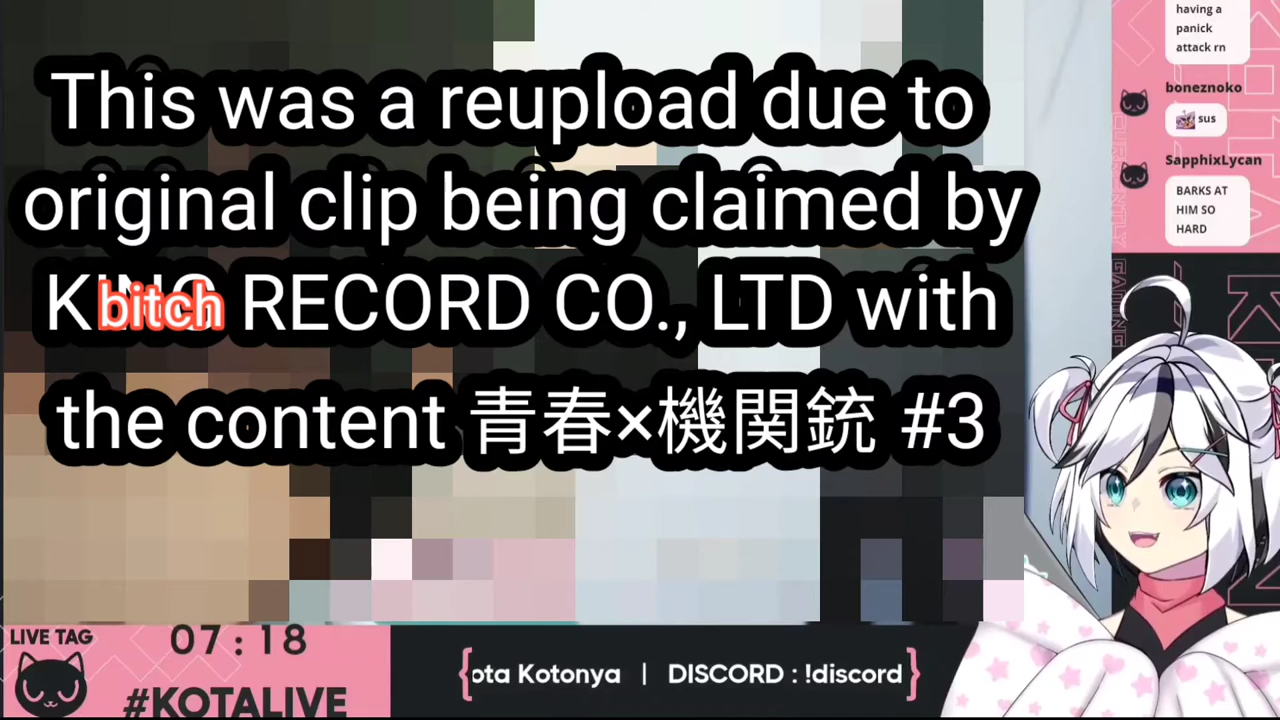 This was a reupload due to
original clip being claimed by
bitch RECORD CO., LTD with
the content 青春×機関銃 #3
having a
panick
attack rn
boneznoko
sus
SapphixLycan
BARKS AT
HIM SO
HARD
LIVE TAG
07:18
#KOTALIVE
{ota Kotonya | DISCORD : !discord}